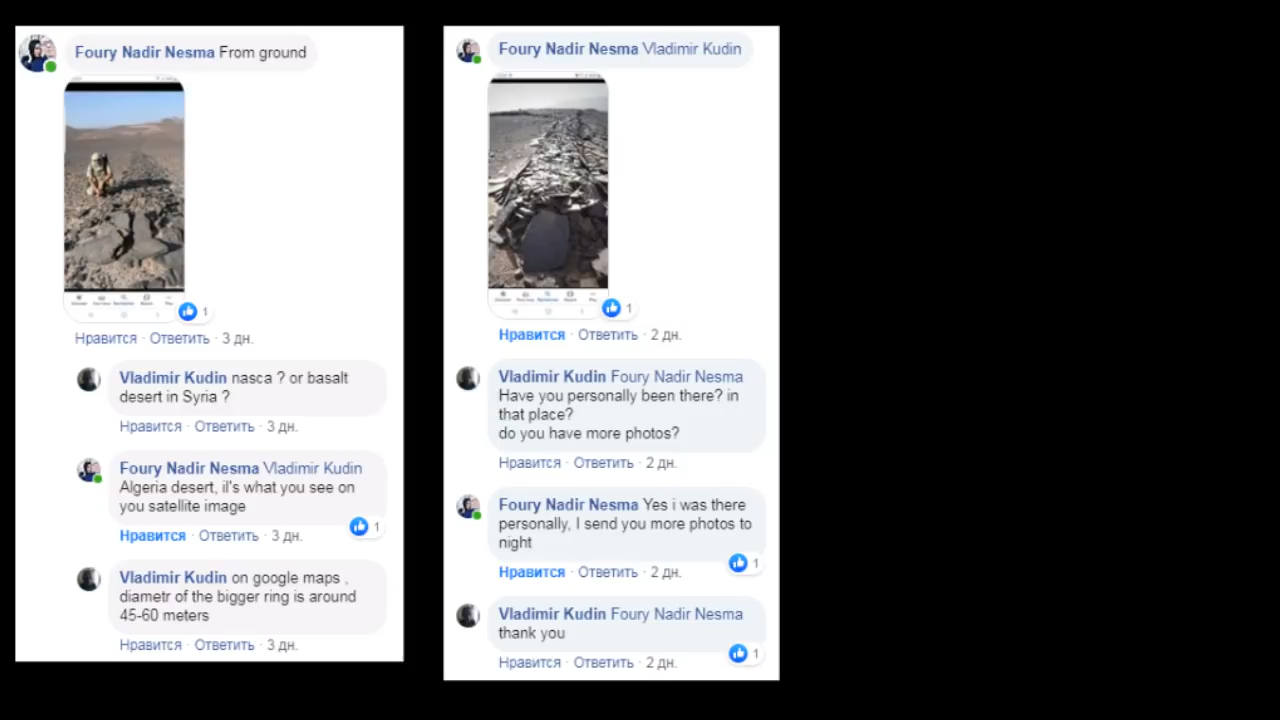 Foury Nadir Nesma From ground
1
Нравится · Ответить · 3 дн.
Vladimir Kudin nasca ? or basalt
desert in Syria ?
Нравится · Ответить · 3 дн.
Foury Nadir Nesma Vladimir Kudin
Algeria desert, il's what you see on
you satellite image
1
Нравится · Ответить · 3 дн.
Vladimir Kudin on google maps ,
diametr of the bigger ring is around
45-60 meters
Нравится · Ответить · 3 дн.
Foury Nadir Nesma Vladimir Kudin
1
Нравится · Ответить · 2 дн.
Vladimir Kudin Foury Nadir Nesma
Have you personally been there? in
that place?
do you have more photos?
Нравится · Ответить · 2 дн.
Foury Nadir Nesma Yes i was there
personally, I send you more photos to
night
1
Нравится · Ответить · 2 дн.
Vladimir Kudin Foury Nadir Nesma
thank you
1
Нравится · Ответить · 2 дн.